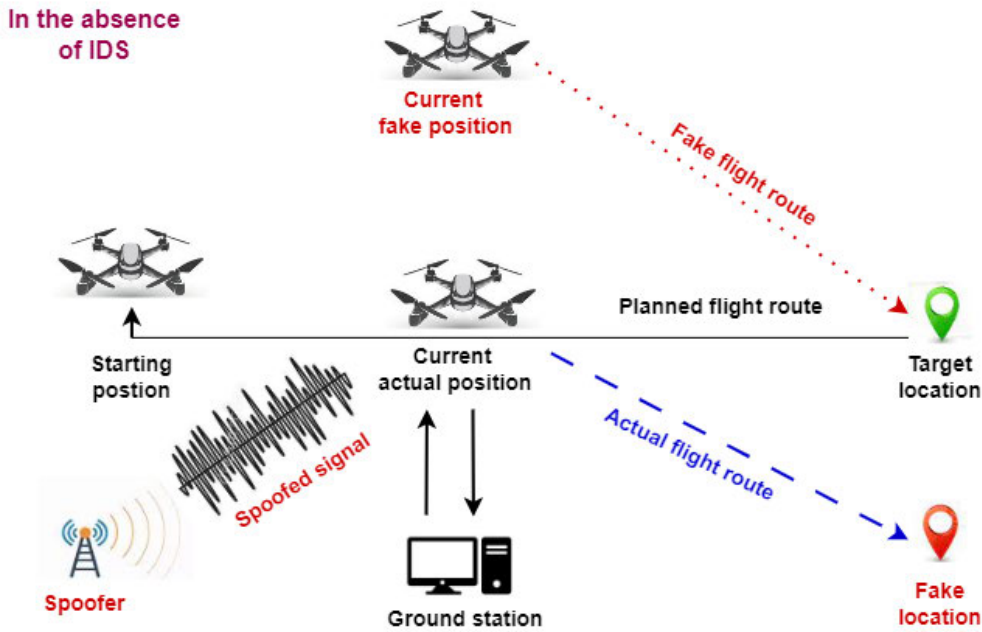 In the absence
of IDS
Current
fake position
Fake flight route
Planned flight route
Starting
postion
Current
actual position
Target
location
Spoofed signal
Actual flight route
Spoofer
Ground station
Fake
location